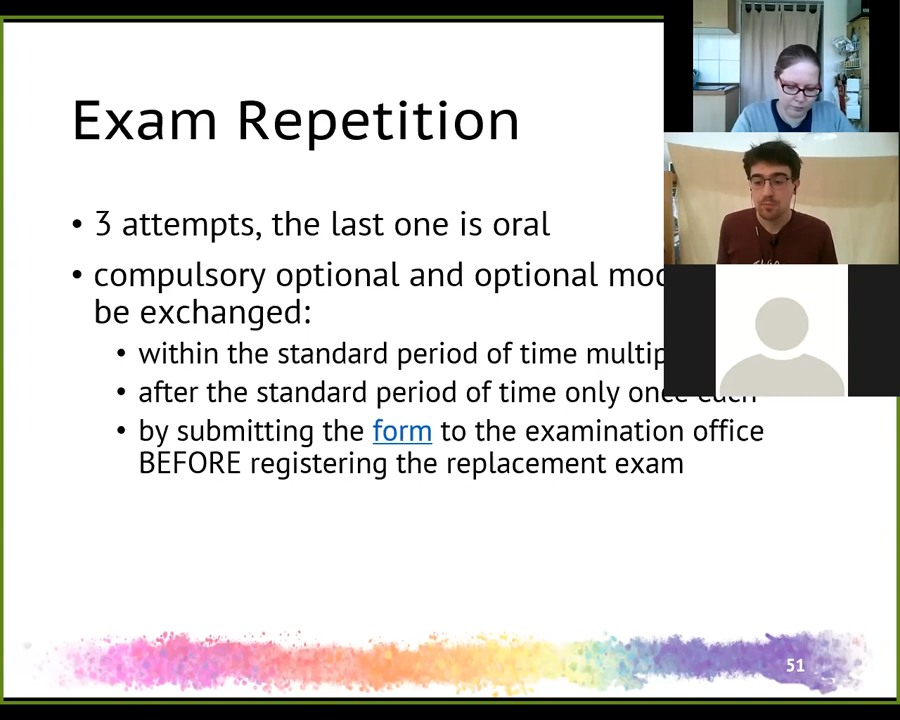 Exam Repetition
• 3 attempts, the last one is oral
• compulsory optional and optional
be exchanged:
• within the standard period of time
• after the standard period of time only once each
• by submitting the form to the examination office
BEFORE registering the replacement exam
51